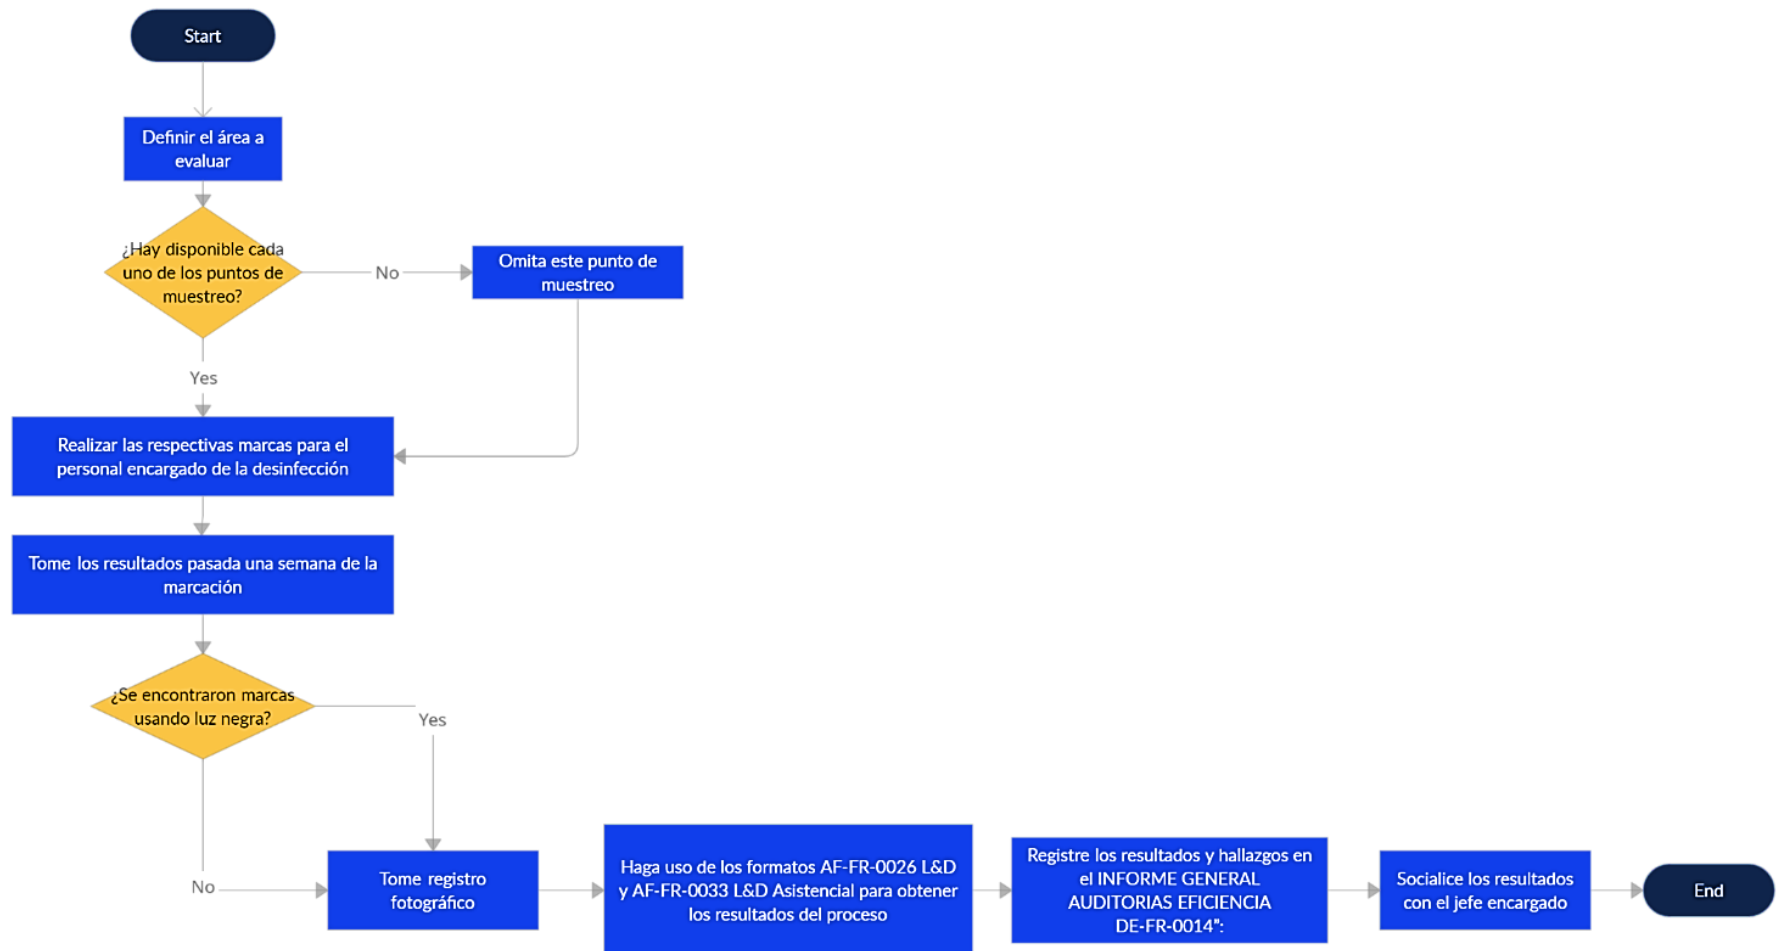 Start
Definir el área a
evaluar
¿Hay disponible cada
uno de los puntos de
muestreo?
No
Omita este punto de
muestreo
Yes
Realizar las respectivas marcas para el
personal encargado de la desinfección
Tome los resultados pasada una semana de la
marcación
¿Se encontraron marcas
usando luz negra?
Yes
No
Tome registro
fotográfico
Haga uso de los formatos AF-FR-0026 L&D
y AF-FR-0033 L&D Asistencial para obtener
los resultados del proceso
Registre los resultados y hallazgos en
el INFORME GENERAL
AUDITORIAS EFICIENCIA
DE-FR-0014”:
Socialice los resultados
con el jefe encargado
End